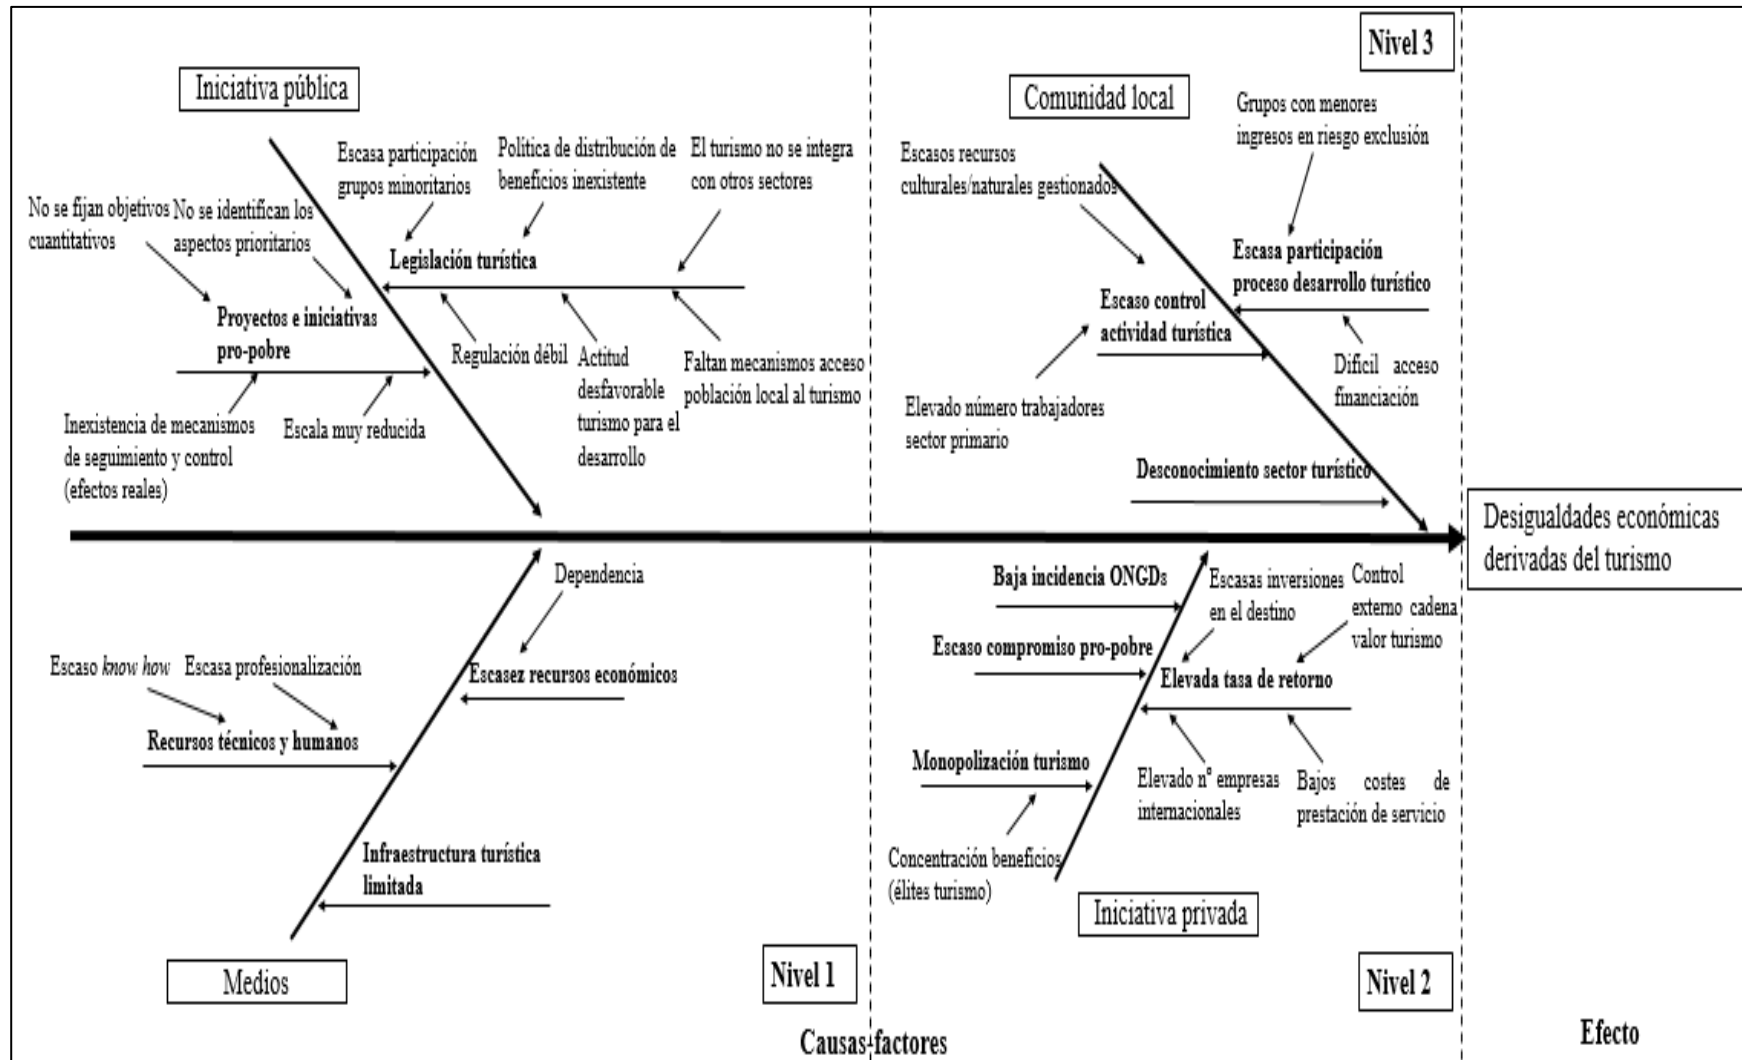 Nivel 3
Iniciativa pública
Comunidad local
Escasa participación
grupos minoritarios
Política de distribución de
beneficios inexistente
El turismo no se integra
con otros sectores
No se fijan objetivos
cuantitativos
No se identifican los
aspectos prioritarios
Legislación turística
Proyectos e iniciativas
pro-pobre
Regulación débil
Actitud
desfavorable
turismo para el
desarrollo
Faltan mecanismos acceso
población local al turismo
Inexistencia de mecanismos
de seguimiento y control
(efectos reales)
Escala muy reducida
Grupos con menores
ingresos en riesgo exclusión
Escasos recursos
culturales/naturales gestionados
Escasa participación
proceso desarrollo turístico
Escaso control
actividad turística
Difícil acceso
financiación
Elevado número trabajadores
sector primario
Desconocimiento sector turístico
Desigualdades económicas
derivadas del turismo
Dependencia
Escaso know how
Escasa profesionalización
Escasez recursos económicos
Recursos técnicos y humanos
Infraestructura turística
limitada
Medios
Nivel 1
Baja incidencia ONGDs
Escasas inversiones
en el destino
Control
externo cadena
valor turismo
Escaso compromiso pro-pobre
Elevada tasa de retorno
Monopolización turismo
Elevado nº empresas
internacionales
Bajos costes de
prestación de servicio
Concentración beneficios
(élites turismo)
Iniciativa privada
Nivel 2
Causas-factores
Efecto